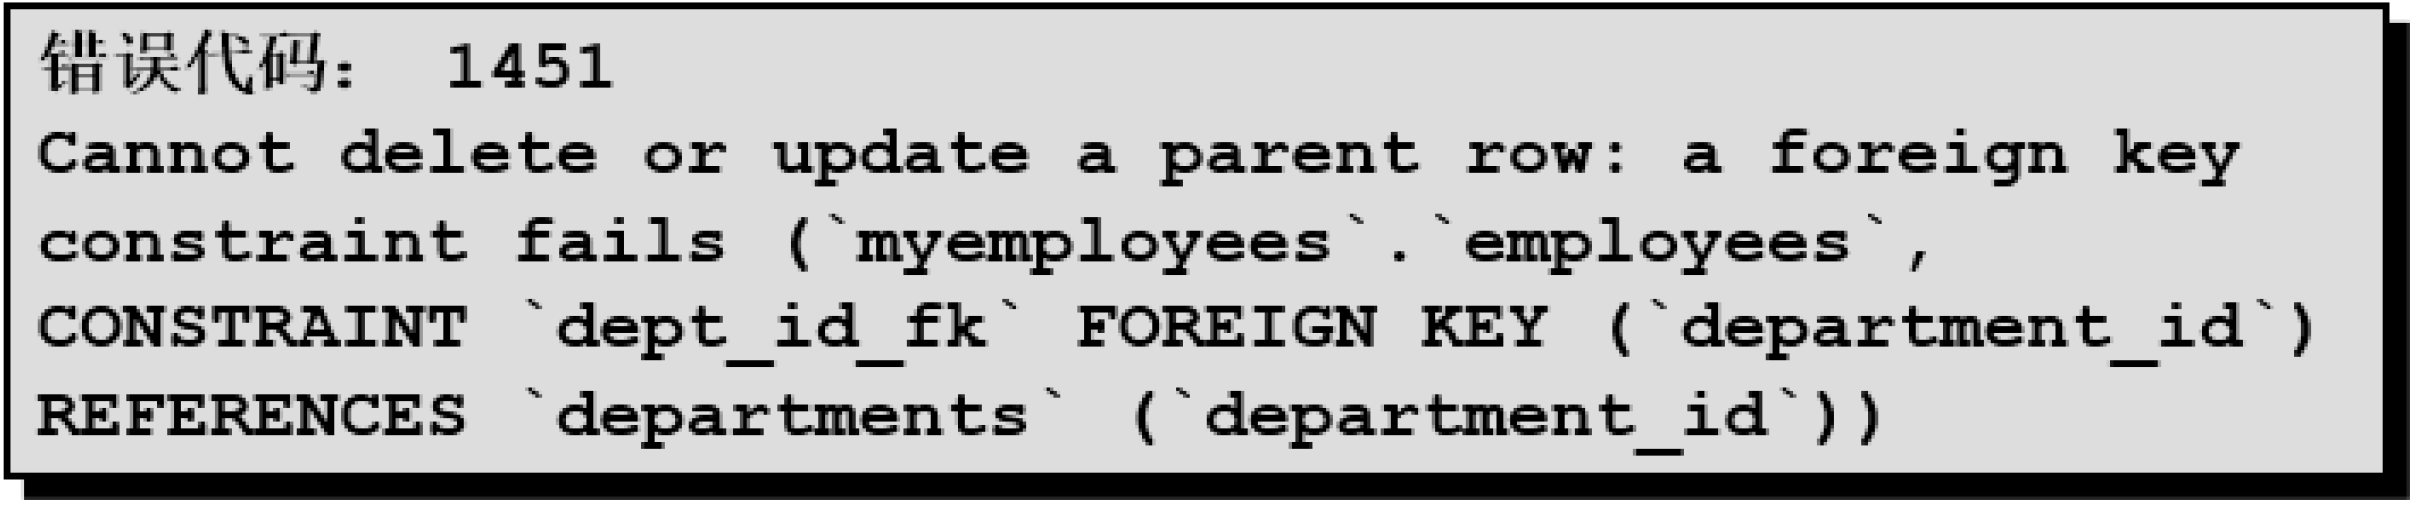 错误代码： 1451
Cannot delete or update a parent row: a foreign key
constraint fails (`myemployees`.`employees`,
CONSTRAINT `dept_id_fk` FOREIGN KEY (`department_id`)
REFERENCES `departments` (`department_id`))